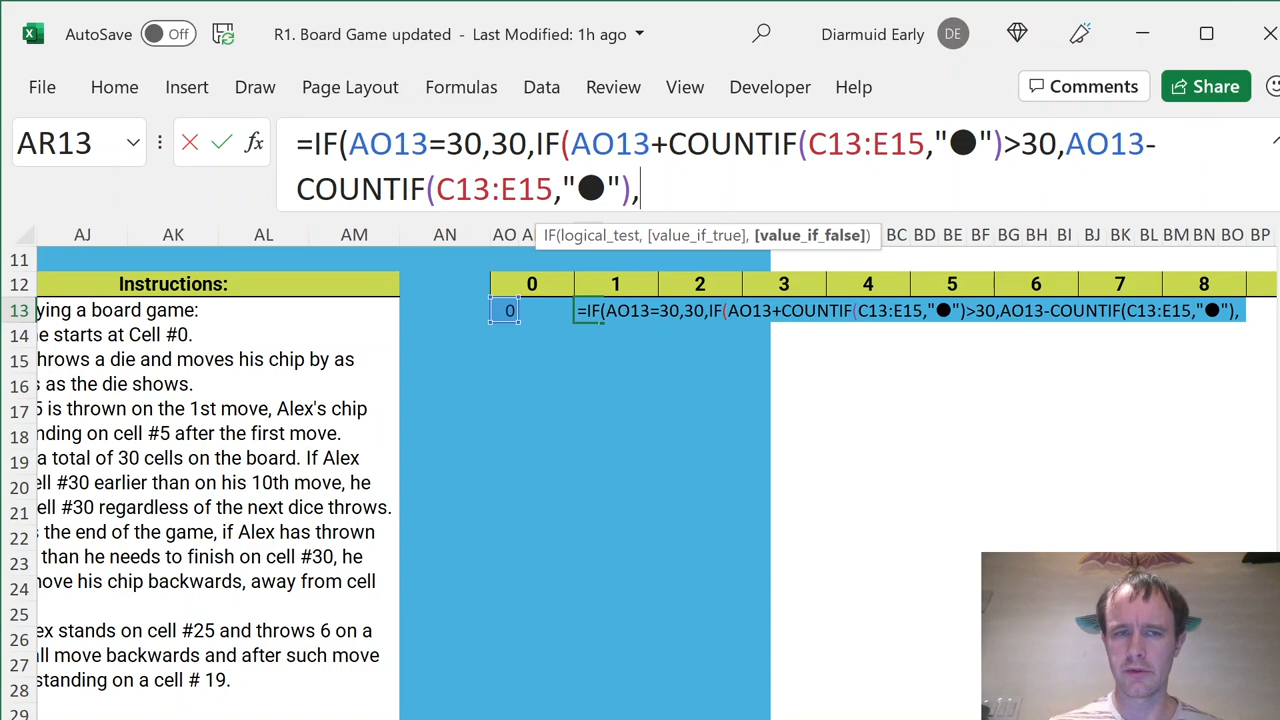 AutoSave Off R1. Board Game updated - Last Modified: 1h ago Diarmuid Early DE
File Home Insert Draw Page Layout Formulas Data Review View Developer Help Comments Share
AR13 fx =IF(AO13=30,30,IF(AO13+COUNTIF(C13:E15,"●")>30,AO13-
COUNTIF(C13:E15,"●"),
IF(logical_test, [value_if_true], [value_if_false])
AJ AK AL AM AN AO BC BD BE BF BG BH BI BJ BK BL BM BN BO BP
11
12 Instructions: 0 1 2 3 4 5 6 7 8
13 ying a board game: 0 =IF(AO13=30,30,IF(AO13+COUNTIF(C13:E15,"●")>30,AO13-COUNTIF(C13:E15,"●"),
14 e starts at Cell #0.
15 hrows a die and moves his chip by as
16 s as the die shows.
17 5 is thrown on the 1st move, Alex's chip
18 nding on cell #5 after the first move.
19 a total of 30 cells on the board. If Alex
20 ell #30 earlier than on his 10th move, he
21 ell #30 regardless of the next dice throws.
22 s the end of the game, if Alex has thrown
23 than he needs to finish on cell #30, he
24 nove his chip backwards, away from cell
25
26 ex stands on cell #25 and throws 6 on a
27 all move backwards and after such move
28 standing on a cell # 19.
29